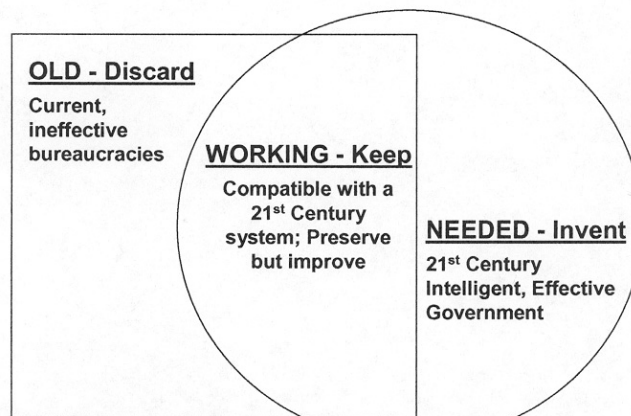 OLD - Discard
Current,
ineffective
bureaucracies
WORKING - Keep
Compatible with a
21st Century
system; Preserve
but improve
NEEDED - Invent
21st Century
Intelligent, Effective
Government